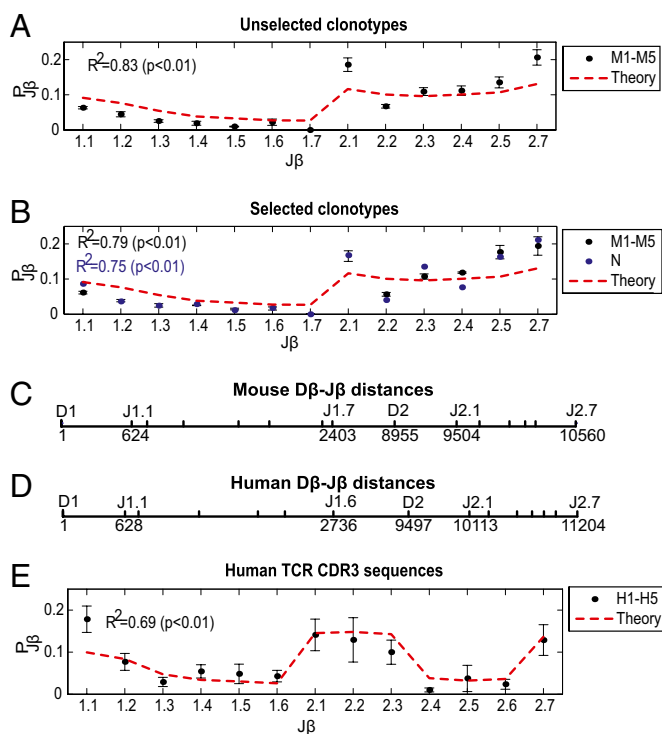 A
Unselected clonotypes
R²=0.83 (p<0.01)
M1-M5
Theory
PJβ
0.2
0.1
0
1.1 1.2 1.3 1.4 1.5 1.6 1.7 2.1 2.2 2.3 2.4 2.5 2.7
Jβ
B
Selected clonotypes
R²=0.79 (p<0.01)
R²=0.75 (p<0.01)
M1-M5
N
Theory
PJβ
0.2
0.1
0
1.1 1.2 1.3 1.4 1.5 1.6 1.7 2.1 2.2 2.3 2.4 2.5 2.7
Jβ
C
Mouse Dβ-Jβ distances
D1 J1.1 J1.7 D2 J2.1 J2.7
1 624 2403 8955 9504 10560
D
Human Dβ-Jβ distances
D1 J1.1 J1.6 D2 J2.1 J2.7
1 628 2736 9497 10113 11204
E
Human TCR CDR3 sequences
R²=0.69 (p<0.01)
H1-H5
Theory
PJβ
0.2
0.1
0
1.1 1.2 1.3 1.4 1.5 1.6 2.1 2.2 2.3 2.4 2.5 2.6 2.7
Jβ